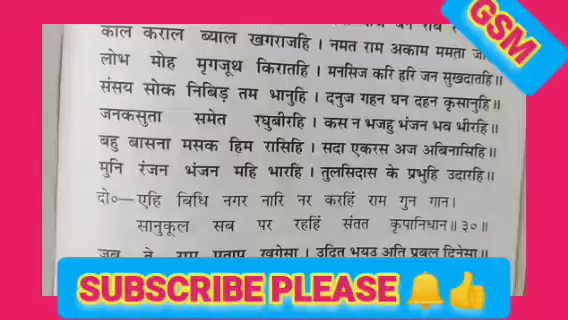 काल कराल ब्याल खगराजहि । नमत राम अकाम ममता
लोभ मोह मृगजूथ किरातहि । मनसिज करि हरि जन सुखदातहि॥
संसय सोक निबिड़ तम भानुहि । दनुज गहन घन दहन कृसानुहि॥
जनकसुता समेत रघुबीरहि । कस न भजहु भंजन भव भीरहि॥
बहु बासना मसक हिम रासिहि । सदा एकरस अज अबिनासिहि॥
मुनि रंजन भंजन महि भारहि । तुलसिदास के प्रभुहि उदारहि॥
दो०—एहि बिधि नगर नारि नर करहिं राम गुन गान।
सानुकूल सब पर रहहिं संतत कृपानिधान॥ ३०॥
राम प्रताप खगेसा । उदित भयउ अति प्रबल दिनेसा॥
GSM
SUBSCRIBE PLEASE 🔔👍